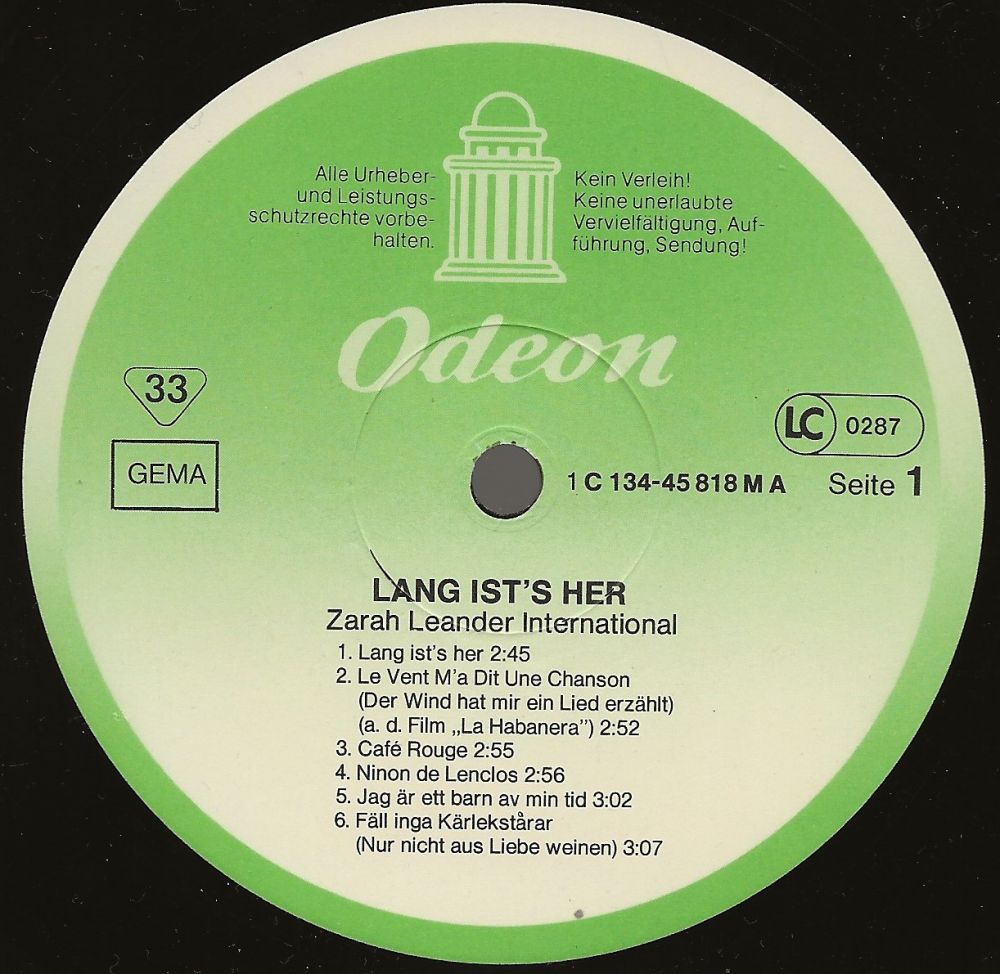 Alle Urheber-
und Leistungs-
schutzrechte vorbe-
halten.
Kein Verleih!
Keine unerlaubte
Vervielfältigung, Auf-
führung, Sendung!
Odeon
33
GEMA
LC 0287
1 C 134-45 818 M A
Seite 1
LANG IST'S HER
Zarah Leander International
1. Lang ist's her 2:45
2. Le Vent M'a Dit Une Chanson
(Der Wind hat mir ein Lied erzählt)
(a. d. Film „La Habanera") 2:52
3. Café Rouge 2:55
4. Ninon de Lenclos 2:56
5. Jag är ett barn av min tid 3:02
6. Fäll inga Kärlekstårar
(Nur nicht aus Liebe weinen) 3:07